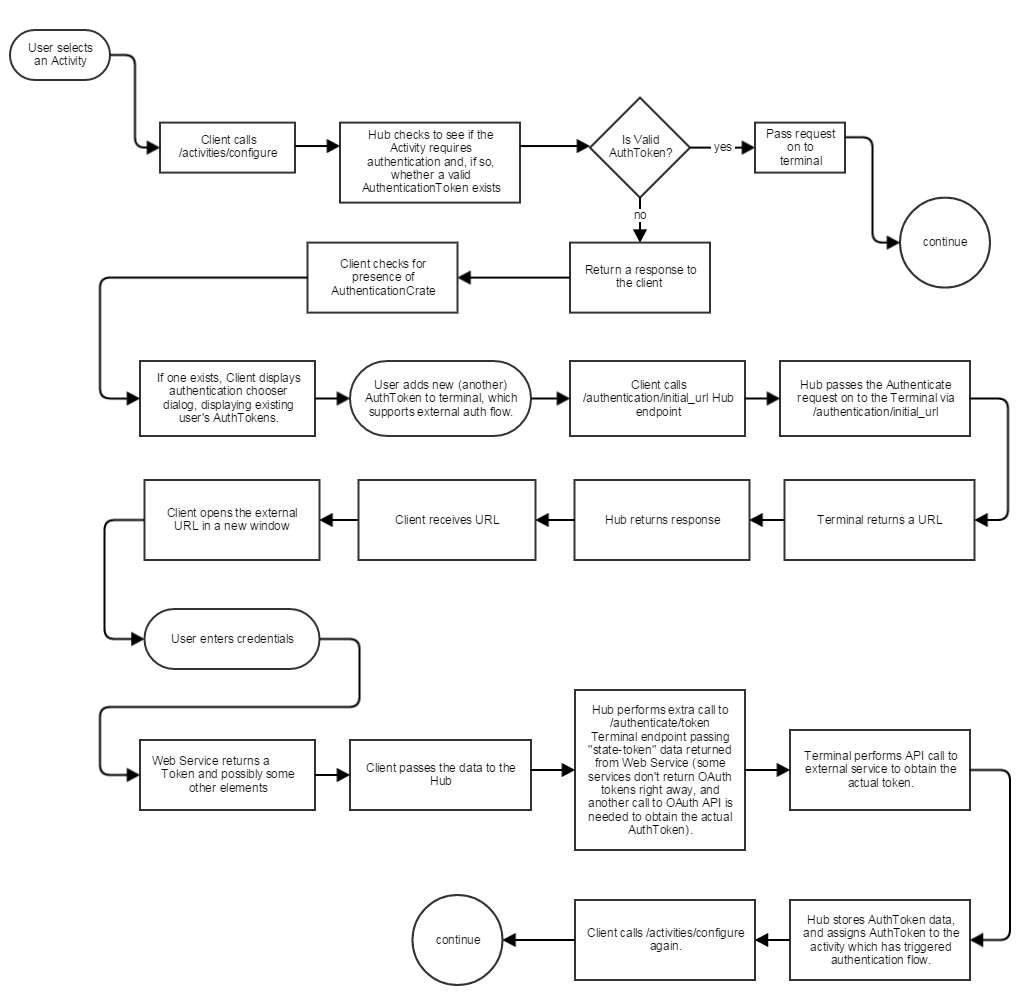 User selects
an Activity
Client calls
/activities/configure
Hub checks to see if the
Activity requires
authentication and, if so,
whether a valid
AuthenticationToken exists
Is Valid
AuthToken?
yes
Pass request
on to
terminal
continue
no
Return a response to
the client
Client checks for
presence of
AuthenticationCrate
If one exists, Client displays
authentication chooser
dialog, displaying existing
user's AuthTokens.
User adds new (another)
AuthToken to terminal, which
supports external auth flow.
Client calls
/authentication/initial_url Hub
endpoint
Hub passes the Authenticate
request on to the Terminal via
/authentication/initial_url
Terminal returns a URL
Hub returns response
Client receives URL
Client opens the external
URL in a new window
User enters credentials
Web Service returns a
Token and possibly some
other elements
Client passes the data to the
Hub
Hub performs extra call to
/authenticate/token
Terminal endpoint passing
"state-token" data returned
from Web Service (some
services don't return OAuth
tokens right away, and
another call to OAuth API is
needed to obtain the actual
AuthToken).
Terminal performs API call to
external service to obtain the
actual token.
Hub stores AuthToken data,
and assigns AuthToken to the
activity which has triggered
authentication flow.
Client calls /activities/configure
again.
continue